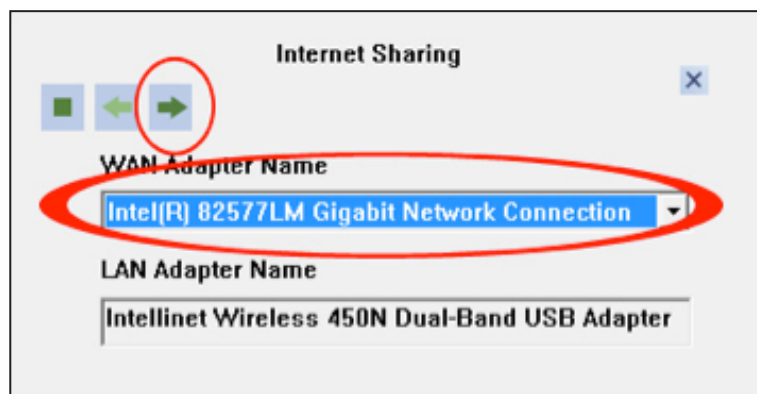 Internet Sharing
WAN Adapter Name
Intel(R) 82577LM Gigabit Network Connection
LAN Adapter Name
Intellinet Wireless 450N Dual-Band USB Adapter